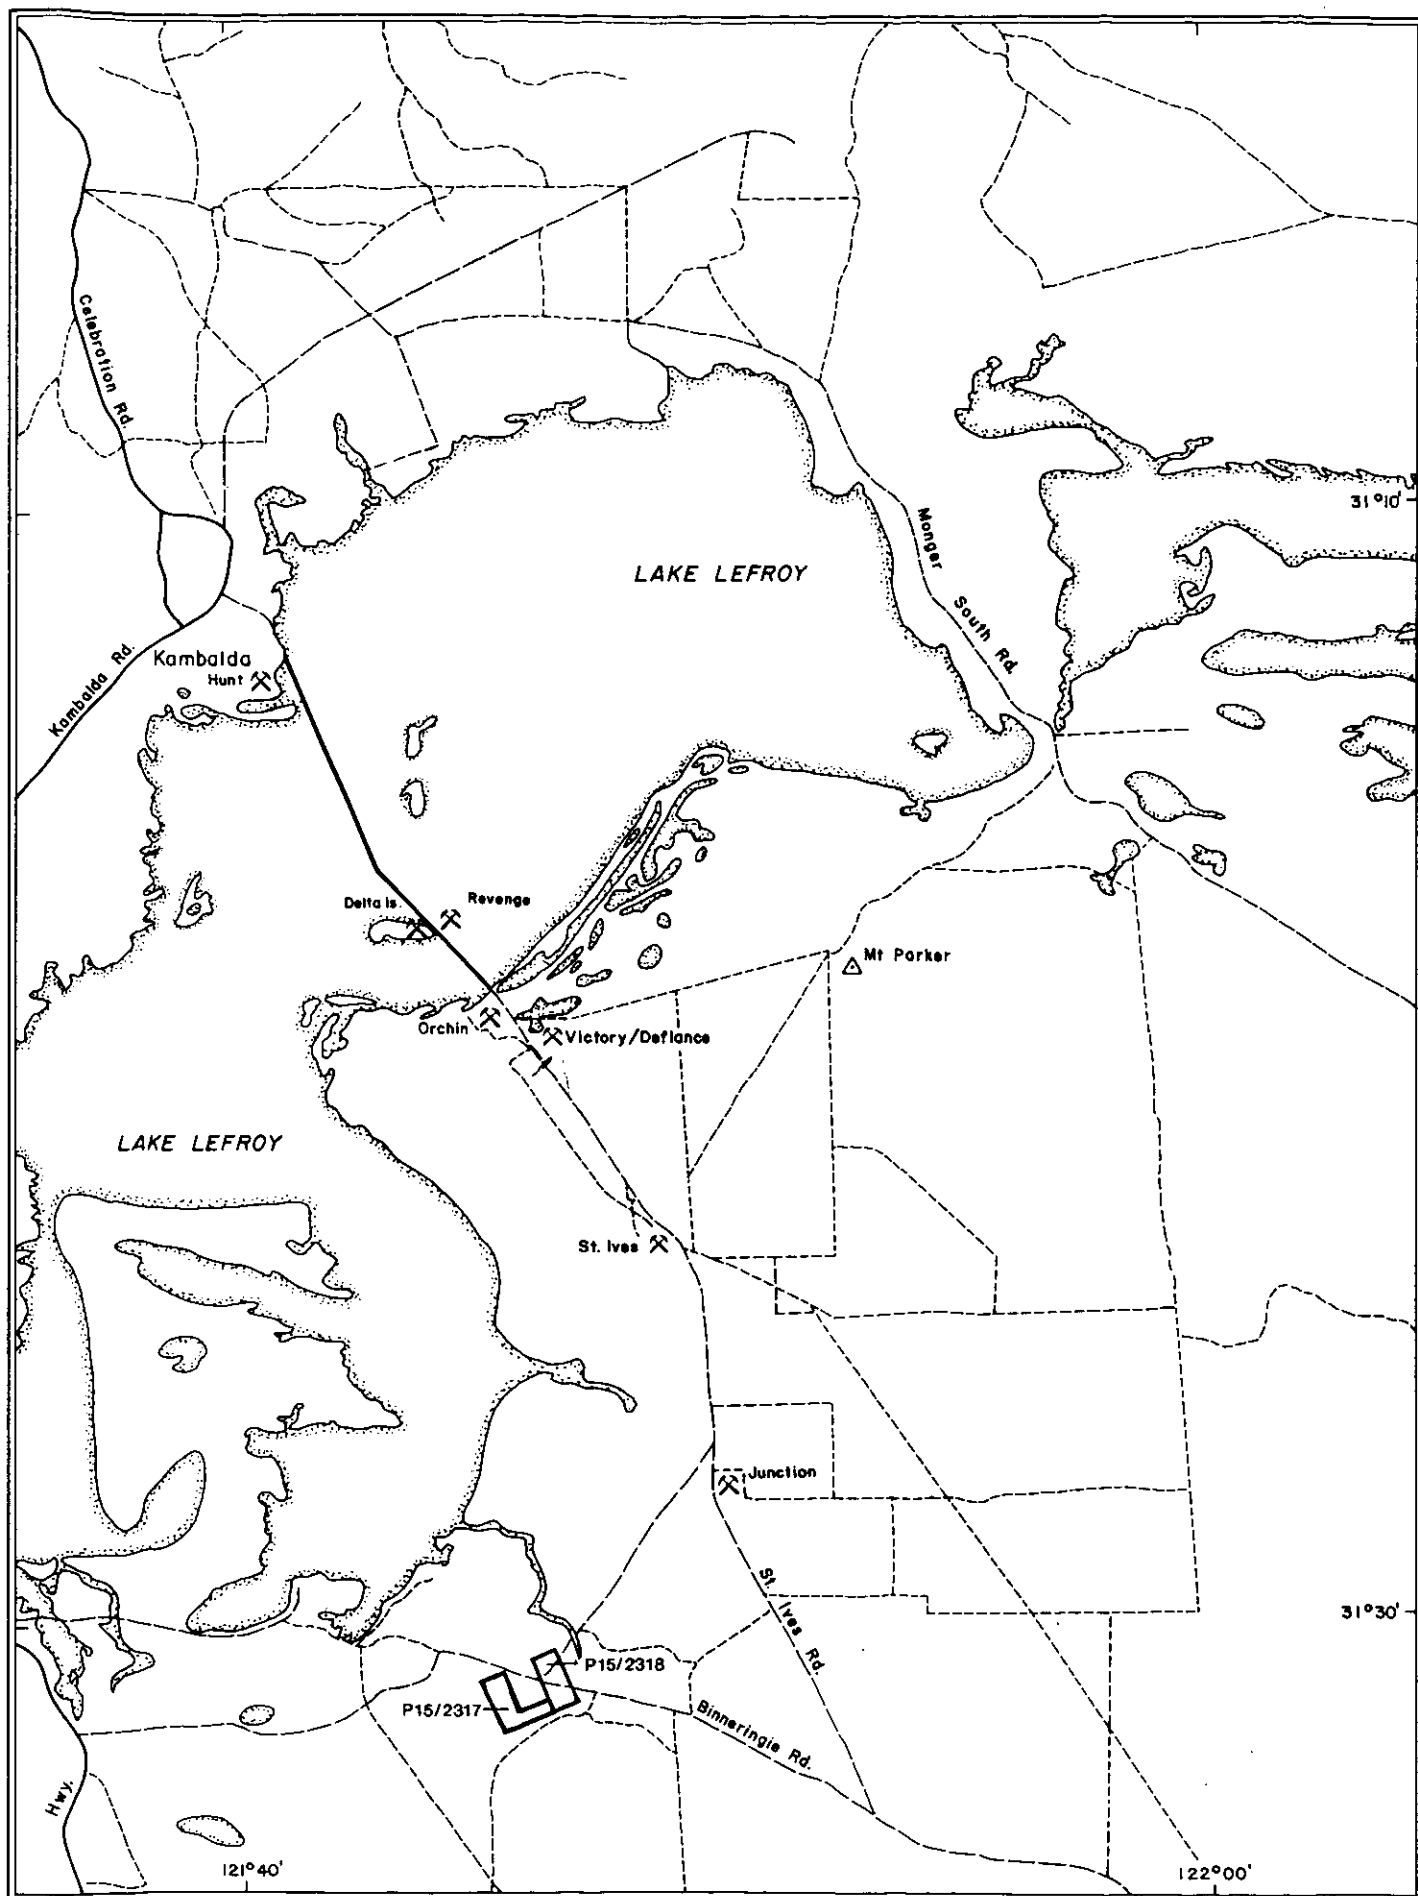 Celebration Rd.
31°10'
Monger South Rd.
LAKE LEFROY
Kambalda Rd.
Kambalda
Hunt
Delta Is.
Revenge
Mt Parker
Orchin
Victory/Defiance
LAKE LEFROY
St. Ives
Junction
St. Ives Rd.
31°30'
P15/2318
P15/2317
Binneringie Rd.
Hwy.
121°40'
122°00'